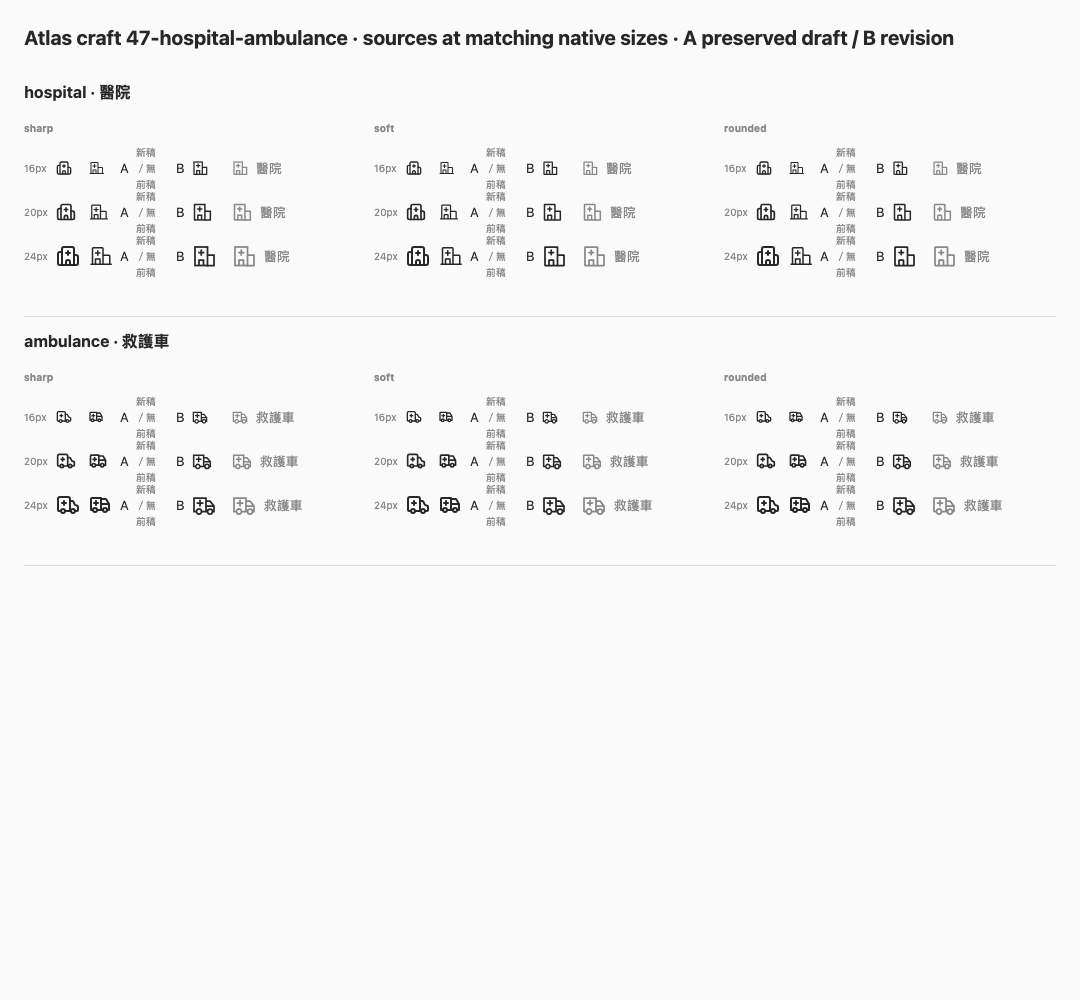 Atlas craft 47-hospital-ambulance · sources at matching native sizes · A preserved draft / B revision
hospital · 醫院
sharp
soft
rounded
16px A 新稿 / 無前稿 B 醫院
16px A 新稿 / 無前稿 B 醫院
16px A 新稿 / 無前稿 B 醫院
20px A 新稿 / 無前稿 B 醫院
20px A 新稿 / 無前稿 B 醫院
20px A 新稿 / 無前稿 B 醫院
24px A 新稿 / 無前稿 B 醫院
24px A 新稿 / 無前稿 B 醫院
24px A 新稿 / 無前稿 B 醫院
ambulance · 救護車
sharp
soft
rounded
16px A 新稿 / 無前稿 B 救護車
16px A 新稿 / 無前稿 B 救護車
16px A 新稿 / 無前稿 B 救護車
20px A 新稿 / 無前稿 B 救護車
20px A 新稿 / 無前稿 B 救護車
20px A 新稿 / 無前稿 B 救護車
24px A 新稿 / 無前稿 B 救護車
24px A 新稿 / 無前稿 B 救護車
24px A 新稿 / 無前稿 B 救護車